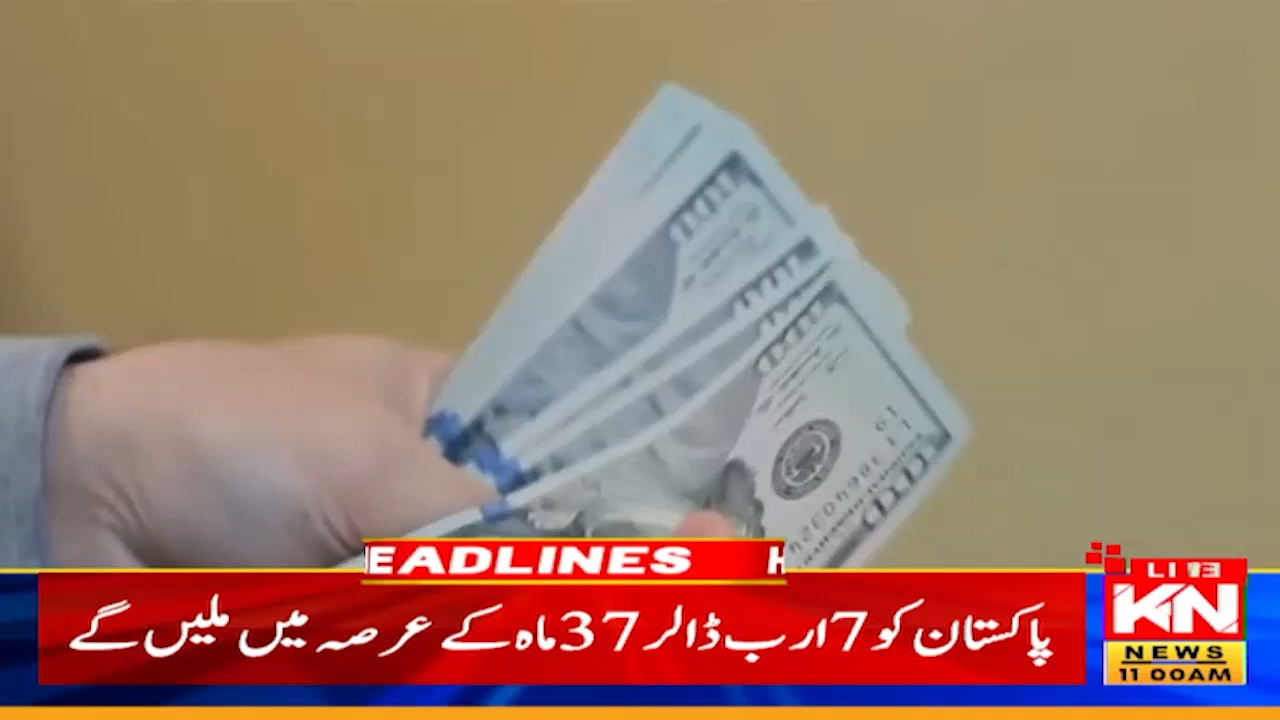 EADLINES H
پاکستان کو 7 ارب ڈالر 37 ماہ کے عرصہ میں ملیں گے
LIVE
KN
NEWS
11 00AM